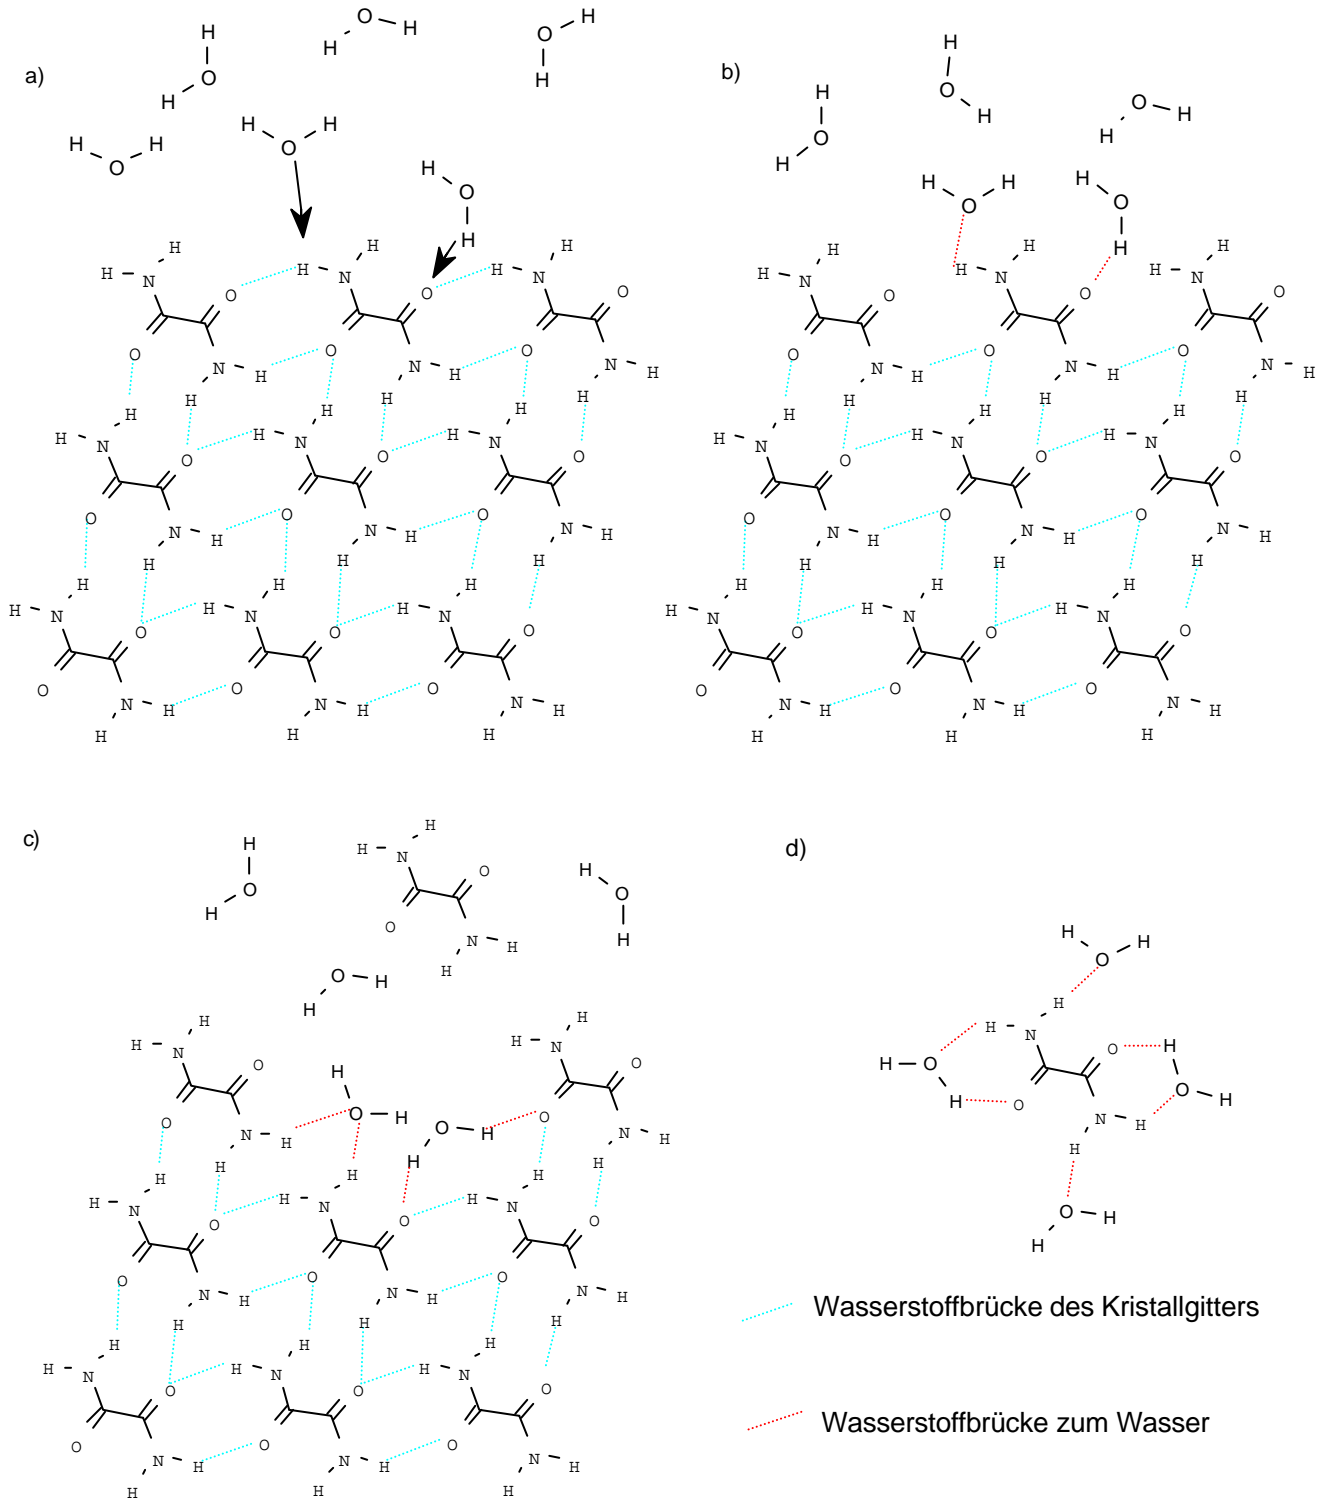 a)
b)
c)
d)
Wasserstoffbrücke des Kristallgitters
Wasserstoffbrücke zum Wasser